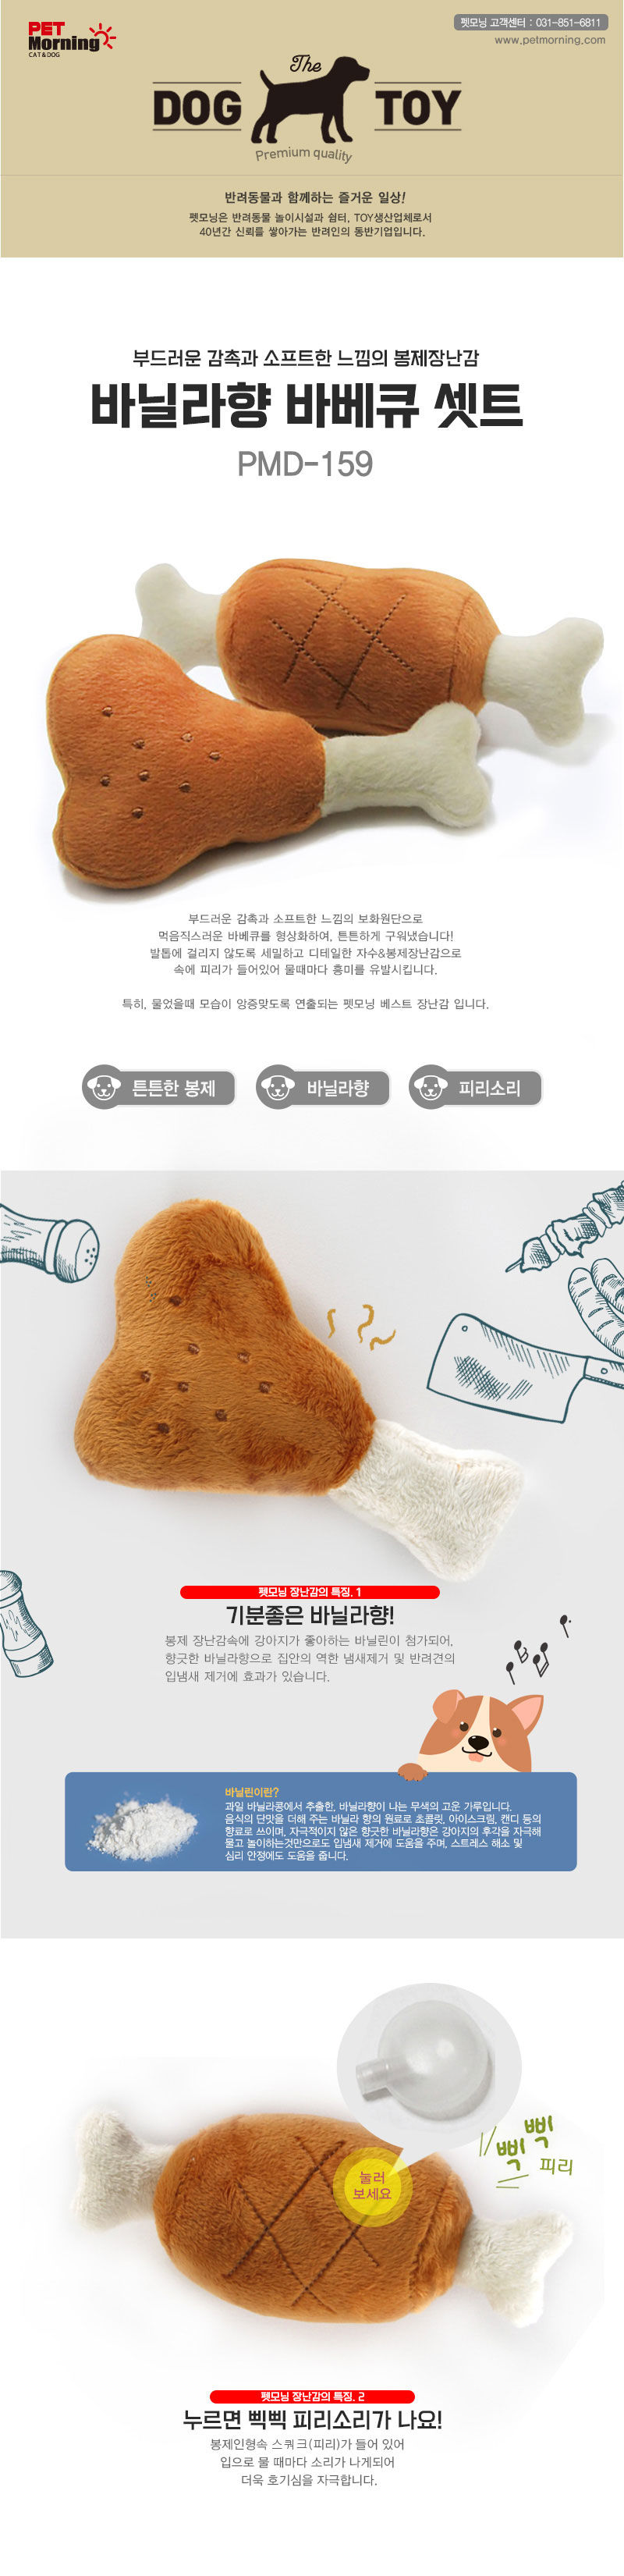 PET
Morning
CAT & DOG
펫모닝 고객센터 : 031-851-6811
www.petmorning.com
The
DOG TOY
Premium quality
반려동물과 함께하는 즐거운 일상!
펫모닝은 반려동물 놀이시설과 쉼터, TOY생산업체로서
40년간 신뢰를 쌓아가는 반려인의 동반기업입니다.
부드러운 감촉과 소프트한 느낌의 봉제장난감
바닐라향 바베큐 셋트
PMD-159
부드러운 감촉과 소프트한 느낌의 보화원단으로
먹음직스러운 바베큐를 형상화하여, 튼튼하게 구워냈습니다!
발톱에 걸리지 않도록 세밀하고 디테일한 자수&봉제장난감으로
속에 피리가 들어있어 물때마다 흥미를 유발시킵니다.
특히, 물었을때 모습이 앙증맞도록 연출되는 펫모닝 베스트 장난감 입니다.
튼튼한 봉제
바닐라향
피리소리
펫모닝 장난감의 특징. 1
기분좋은 바닐라향!
봉제 장난감속에 강아지가 좋아하는 바닐린이 첨가되어,
향긋한 바닐라향으로 집안의 역한 냄새제거 및 반려견의
입냄새 제거에 효과가 있습니다.
바닐린이란?
과일 바닐라콩에서 추출한, 바닐라향이 나는 무색의 고운 가루입니다.
음식의 단맛을 더해 주는 바닐라 향의 원료로 초콜릿, 아이스크림, 캔디 등의
향료로 쓰이며, 자극적이지 않은 향긋한 바닐라향은 강아지의 후각을 자극해
물고 놀이하는것만으로도 입냄새 제거에 도움을 주며, 스트레스 해소 및
심리 안정에도 도움을 줍니다.
삑
삑
피리
눌러
보세요
펫모닝 장난감의 특징. 2
누르면 삑삑 피리소리가 나요!
봉제인형속 스쿼크(피리)가 들어 있어
입으로 물 때마다 소리가 나게되어
더욱 호기심을 자극합니다.